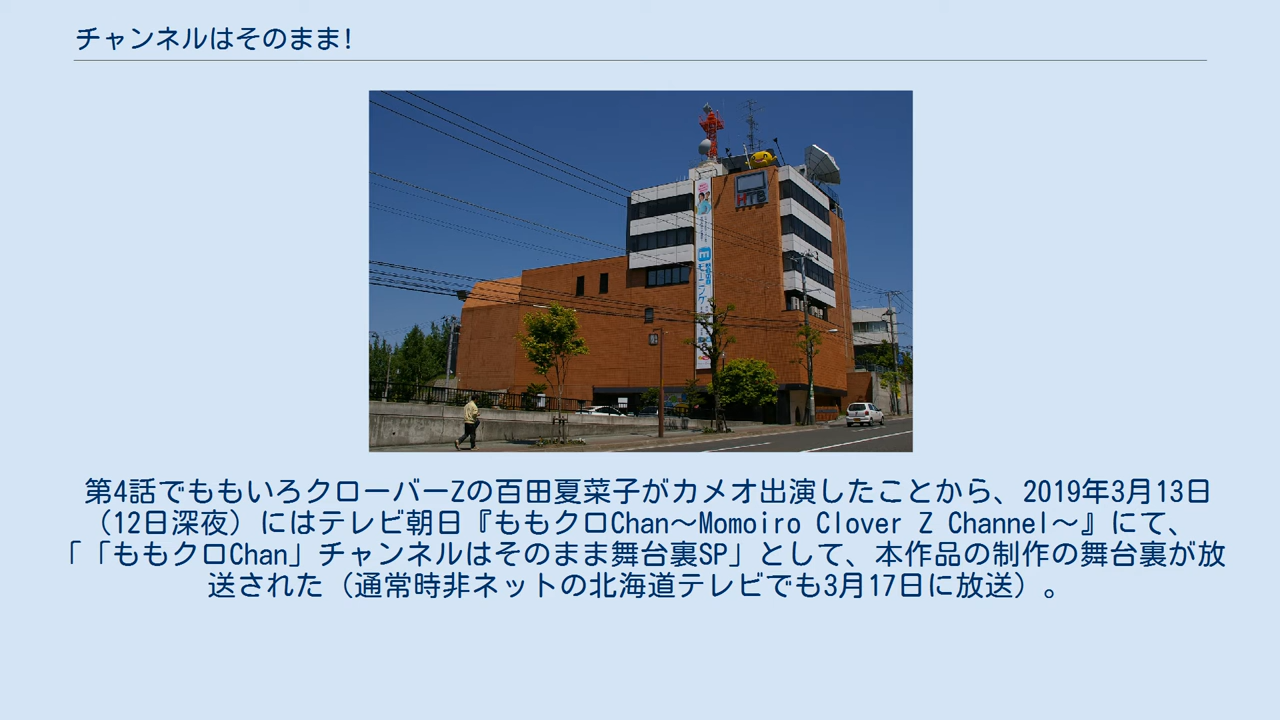 チャンネルはそのまま!
HTB
第4話でももいろクローバーZの百田夏菜子がカメオ出演したことから、2019年3月13日
（12日深夜）にはテレビ朝日『ももクロChan～Momoiro Clover Z Channel～』にて、
「「ももクロChan」チャンネルはそのまま舞台裏SP」として、本作品の制作の舞台裏が放
送された（通常時非ネットの北海道テレビでも3月17日に放送）。